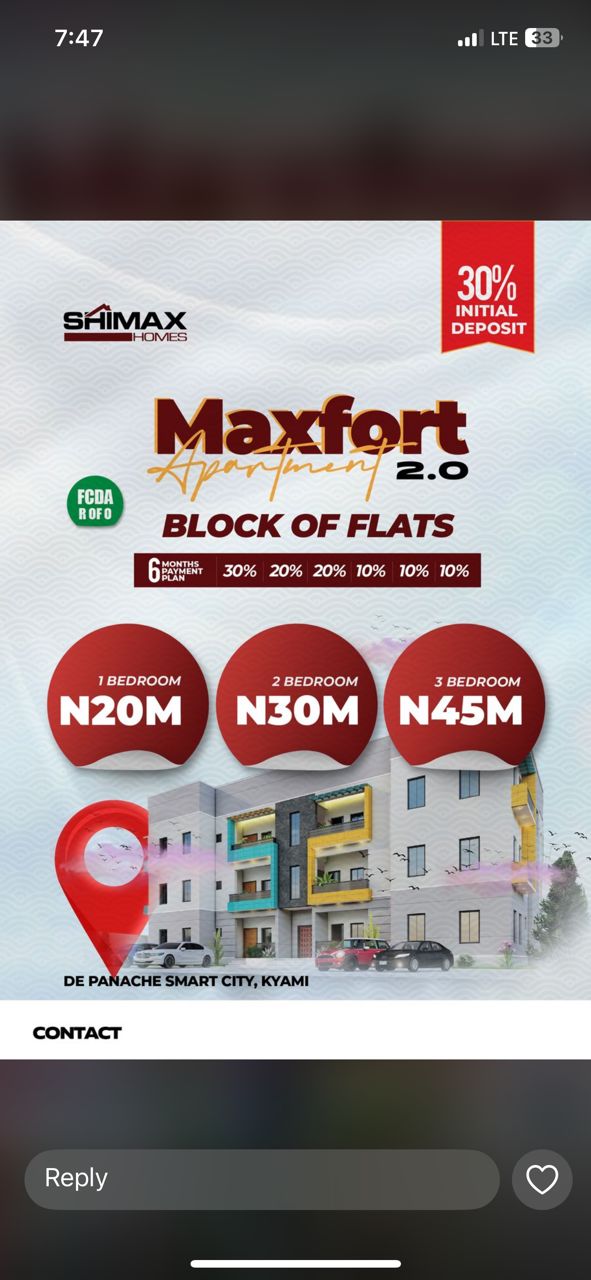 7:47
LTE
33
30%
INITIAL
DEPOSIT
SHIMAX
HOMES
Maxfort
Apartment 2.0
FCDA
R OF O
BLOCK OF FLATS
6 MONTHS
PAYMENT
PLAN
30% 20% 20% 10% 10% 10%
1 BEDROOM
N20M
2 BEDROOM
N30M
3 BEDROOM
N45M
DE PANACHE SMART CITY, KYAMI
CONTACT
Reply